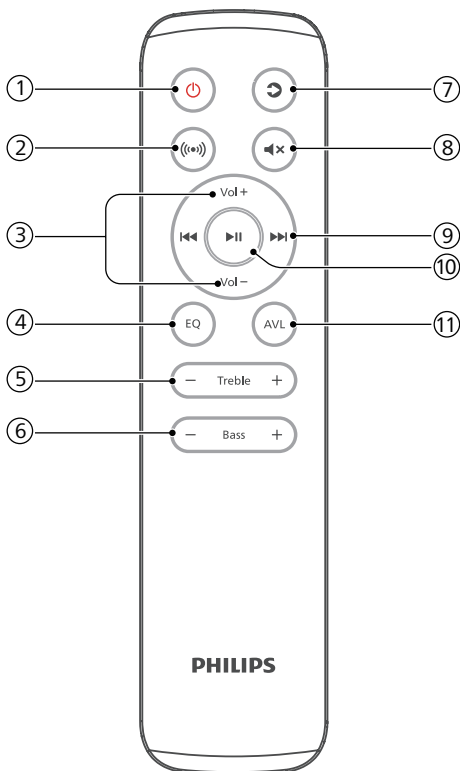 ① ⑦
② ⑧
Vol +
③
⑨
⑩
Vol −
④ EQ AVL ⑪
⑤ − Treble +
⑥ − Bass +
PHILIPS